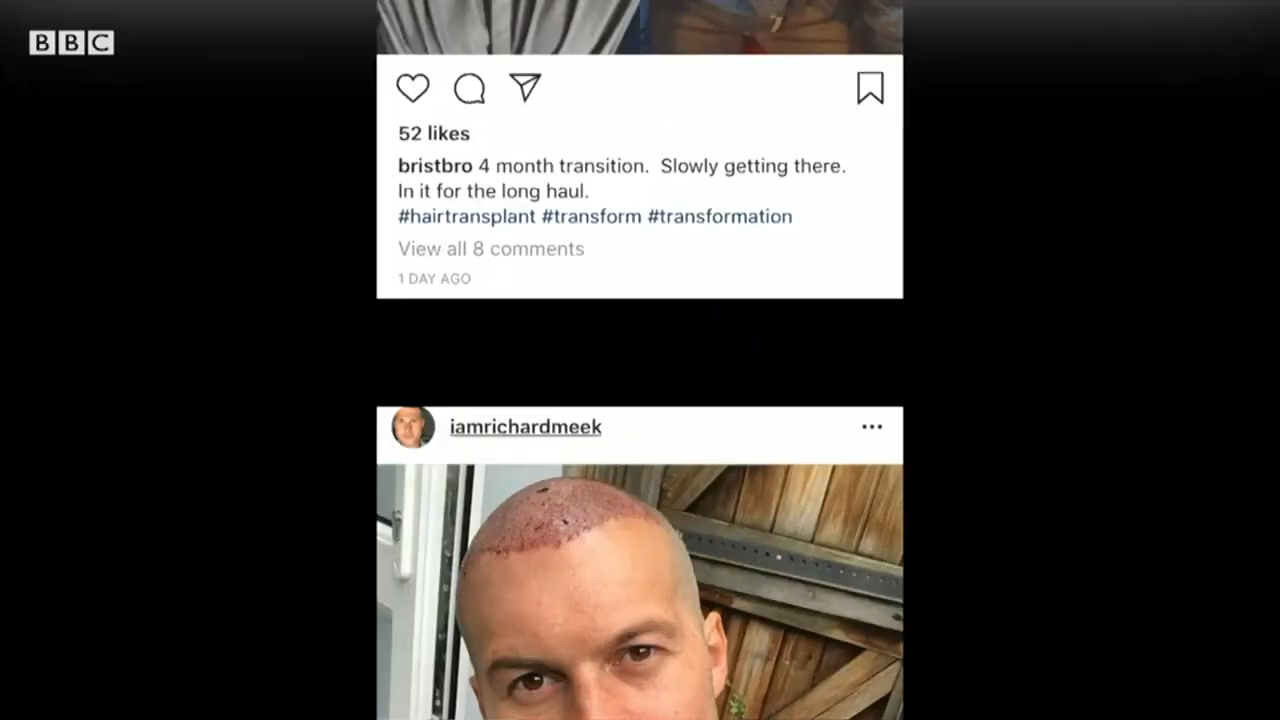 BBC
52 likes
bristbro 4 month transition.  Slowly getting there.
In it for the long haul.
#hairtransplant #transform #transformation
View all 8 comments
1 DAY AGO
iamrichardmeek